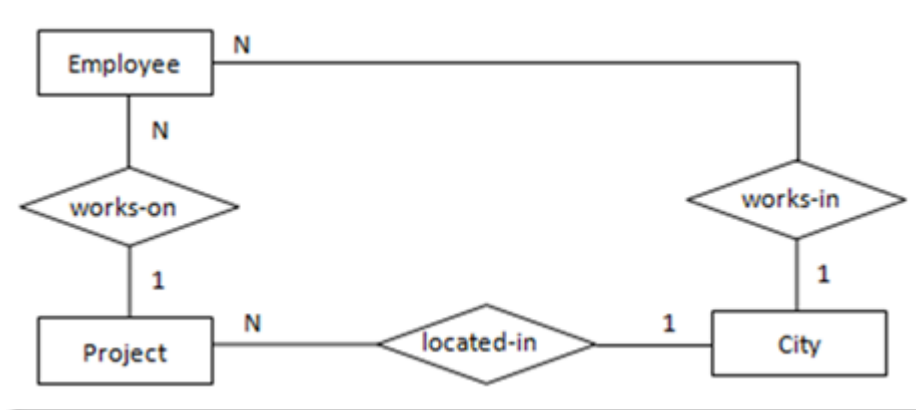 Employee
N
N
works-on
works-in
1
1
Project
N
located-in
1
City